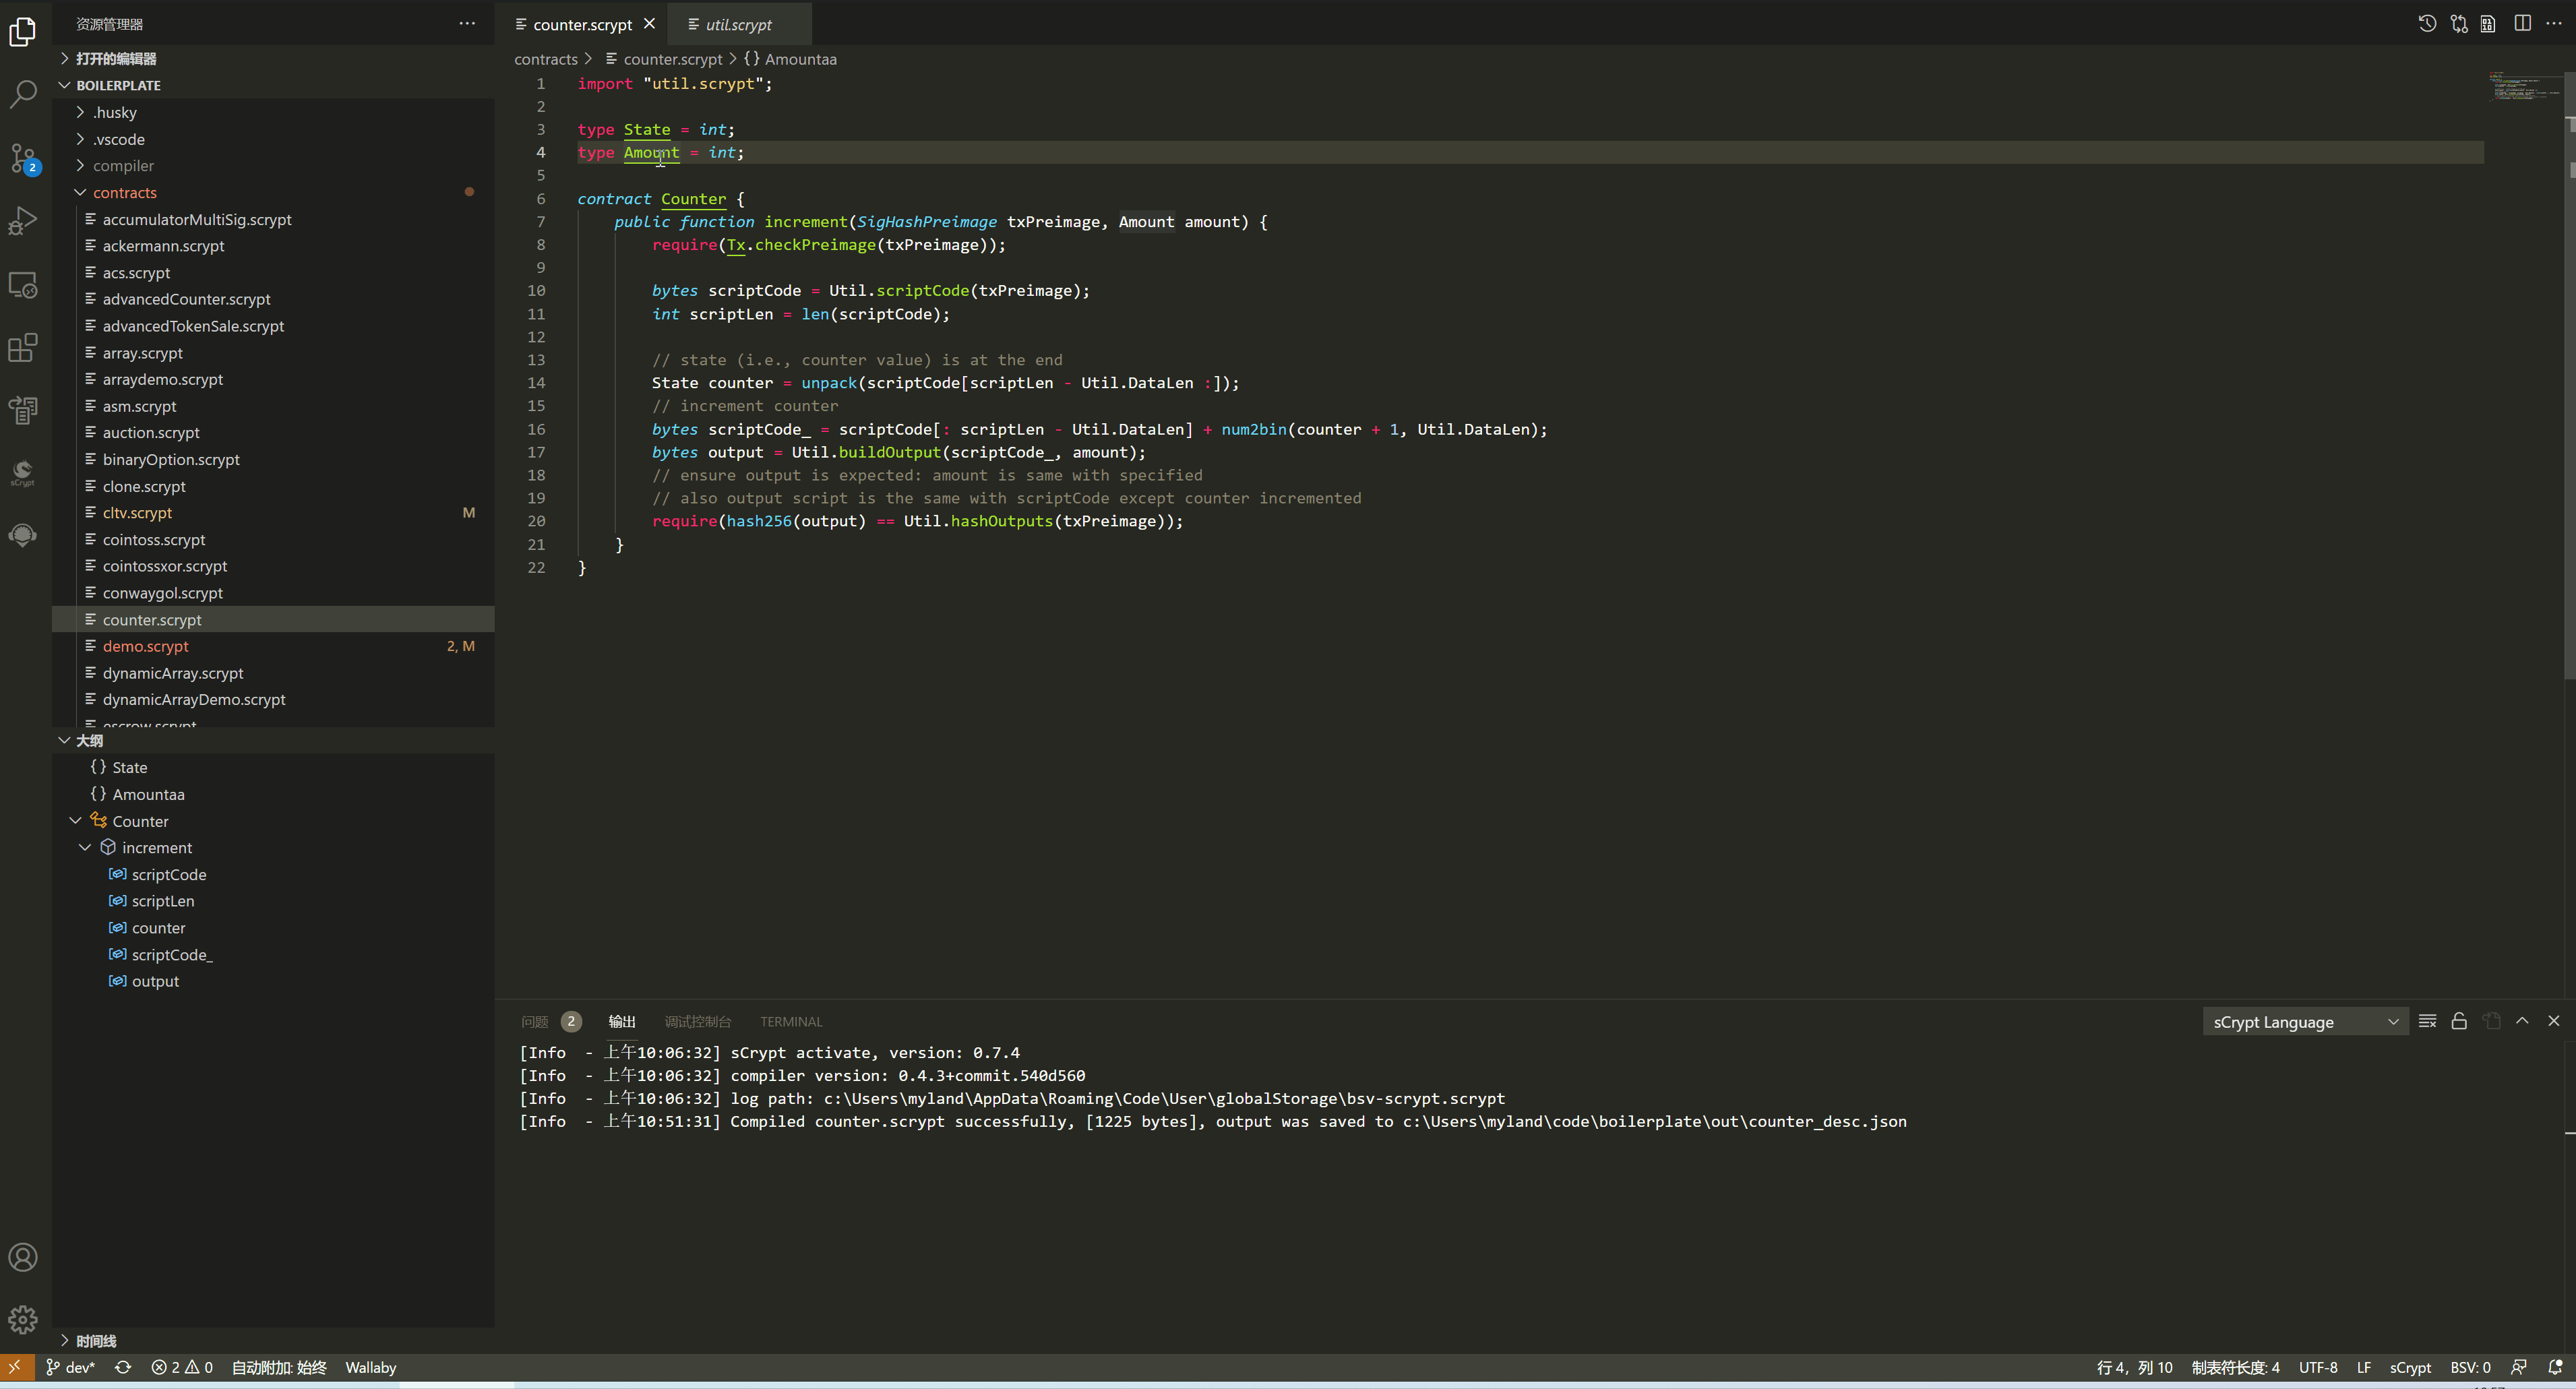 资源管理器
打开的编辑器
BOILERPLATE
.husky
.vscode
compiler
contracts
accumulatorMultiSig.scrypt
ackermann.scrypt
acs.scrypt
advancedCounter.scrypt
advancedTokenSale.scrypt
array.scrypt
arraydemo.scrypt
asm.scrypt
auction.scrypt
binaryOption.scrypt
clone.scrypt
cltv.scrypt M
cointoss.scrypt
cointossxor.scrypt
conwaygol.scrypt
counter.scrypt
demo.scrypt 2, M
dynamicArray.scrypt
dynamicArrayDemo.scrypt
escrow.scrypt
大纲
State
Amountaa
Counter
increment
scriptCode
scriptLen
counter
scriptCode_
output
时间线
2
sCrypt
counter.scrypt util.scrypt
contracts > counter.scrypt > {} Amountaa
1 import "util.scrypt";
2
3 type State = int;
4 type Amount = int;
5
6 contract Counter {
7 public function increment(SigHashPreimage txPreimage, Amount amount) {
8 require(Tx.checkPreimage(txPreimage));
9
10 bytes scriptCode = Util.scriptCode(txPreimage);
11 int scriptLen = len(scriptCode);
12
13 // state (i.e., counter value) is at the end
14 State counter = unpack(scriptCode[scriptLen - Util.DataLen :]);
15 // increment counter
16 bytes scriptCode_ = scriptCode[: scriptLen - Util.DataLen] + num2bin(counter + 1, Util.DataLen);
17 bytes output = Util.buildOutput(scriptCode_, amount);
18 // ensure output is expected: amount is same with specified
19 // also output script is the same with scriptCode except counter incremented
20 require(hash256(output) == Util.hashOutputs(txPreimage));
21 }
22 }
问题 2 输出 调试控制台 TERMINAL sCrypt Language
[Info  - 上午10:06:32] sCrypt activate, version: 0.7.4
[Info  - 上午10:06:32] compiler version: 0.4.3+commit.540d560
[Info  - 上午10:06:32] log path: c:\Users\myland\AppData\Roaming\Code\User\globalStorage\bsv-scrypt.scrypt
[Info  - 上午10:51:31] Compiled counter.scrypt successfully, [1225 bytes], output was saved to c:\Users\myland\code\boilerplate\out\counter_desc.json
dev* 2 0 自动附加: 始终 Wallaby 行 4, 列 10 制表符长度: 4 UTF-8 LF sCrypt BSV: 0